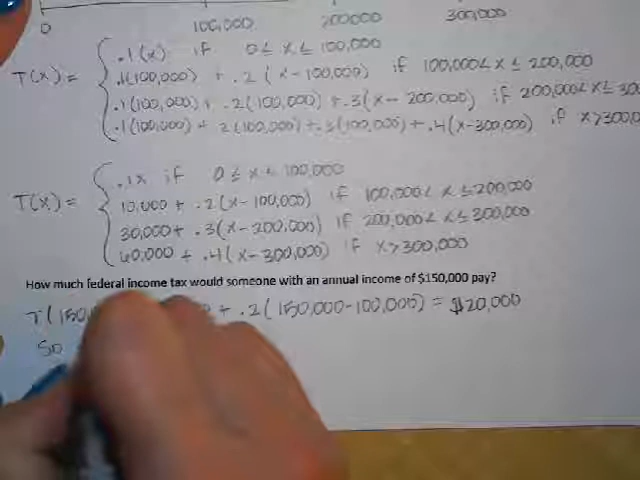 0 100,000 200000 300,000
T(x) = { .1(x) if 0 ≤ x ≤ 100,000
.1(100,000) + .2(x-100,000) if 100,000 < x ≤ 200,000
.1(100,000) + .2(100,000) + .3(x-200,000) if 200,000 < x ≤ 300
.1(100,000) + .2(100,000) + .3(100,000) + .4(x-300,000) if x > 300,0
T(x) = { .1x if 0 ≤ x ≤ 100,000
10,000 + .2(x-100,000) if 100,000 < x ≤ 200,000
30,000 + .3(x-200,000) if 200,000 < x ≤ 300,000
60,000 + .4(x-300,000) if x > 300,000
How much federal income tax would someone with an annual income of $150,000 pay?
T(150, + .2(150,000-100,000) = $20,000
So